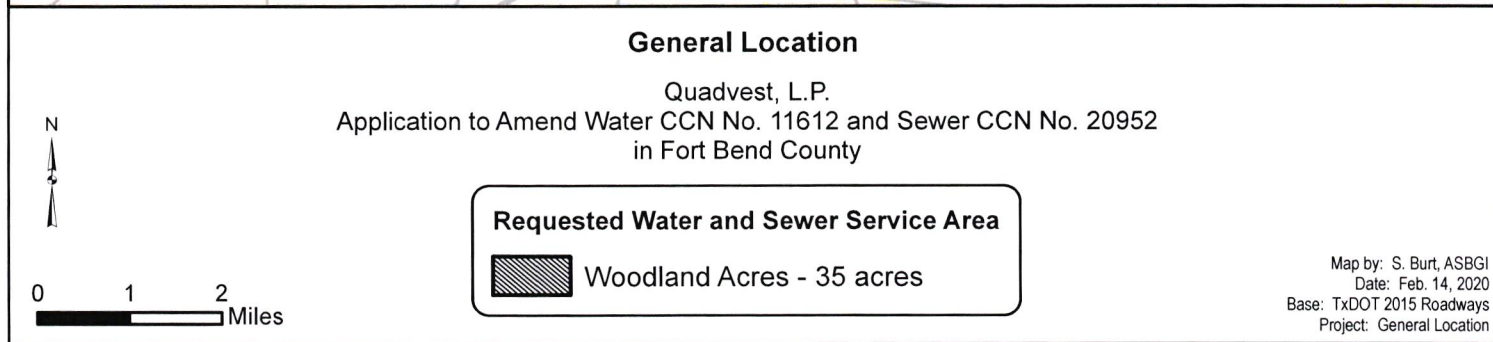 General Location
Quadvest, L.P.
Application to Amend Water CCN No. 11612 and Sewer CCN No. 20952
in Fort Bend County
N
Requested Water and Sewer Service Area
Woodland Acres - 35 acres
0 1 2
Miles
Map by: S. Burt, ASBGI
Date: Feb. 14, 2020
Base: TxDOT 2015 Roadways
Project: General Location